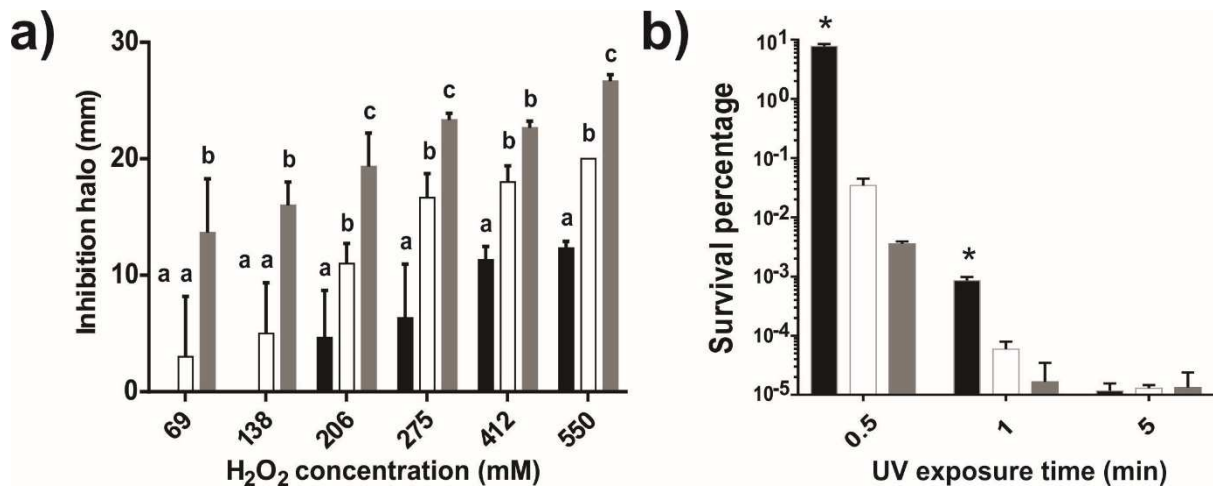 a)
Inhibtion halo (mm)
30
20
10
0
a a b
a a b
a b c
a b c
a b b
a b c
69 138 206 275 412 550
H₂O₂ concentration (mM)
b)
Survival percentage
10¹
10⁰
10⁻¹
10⁻²
10⁻³
10⁻⁴
10⁻⁵
*
*
0.5 1 5
UV exposure time (min)